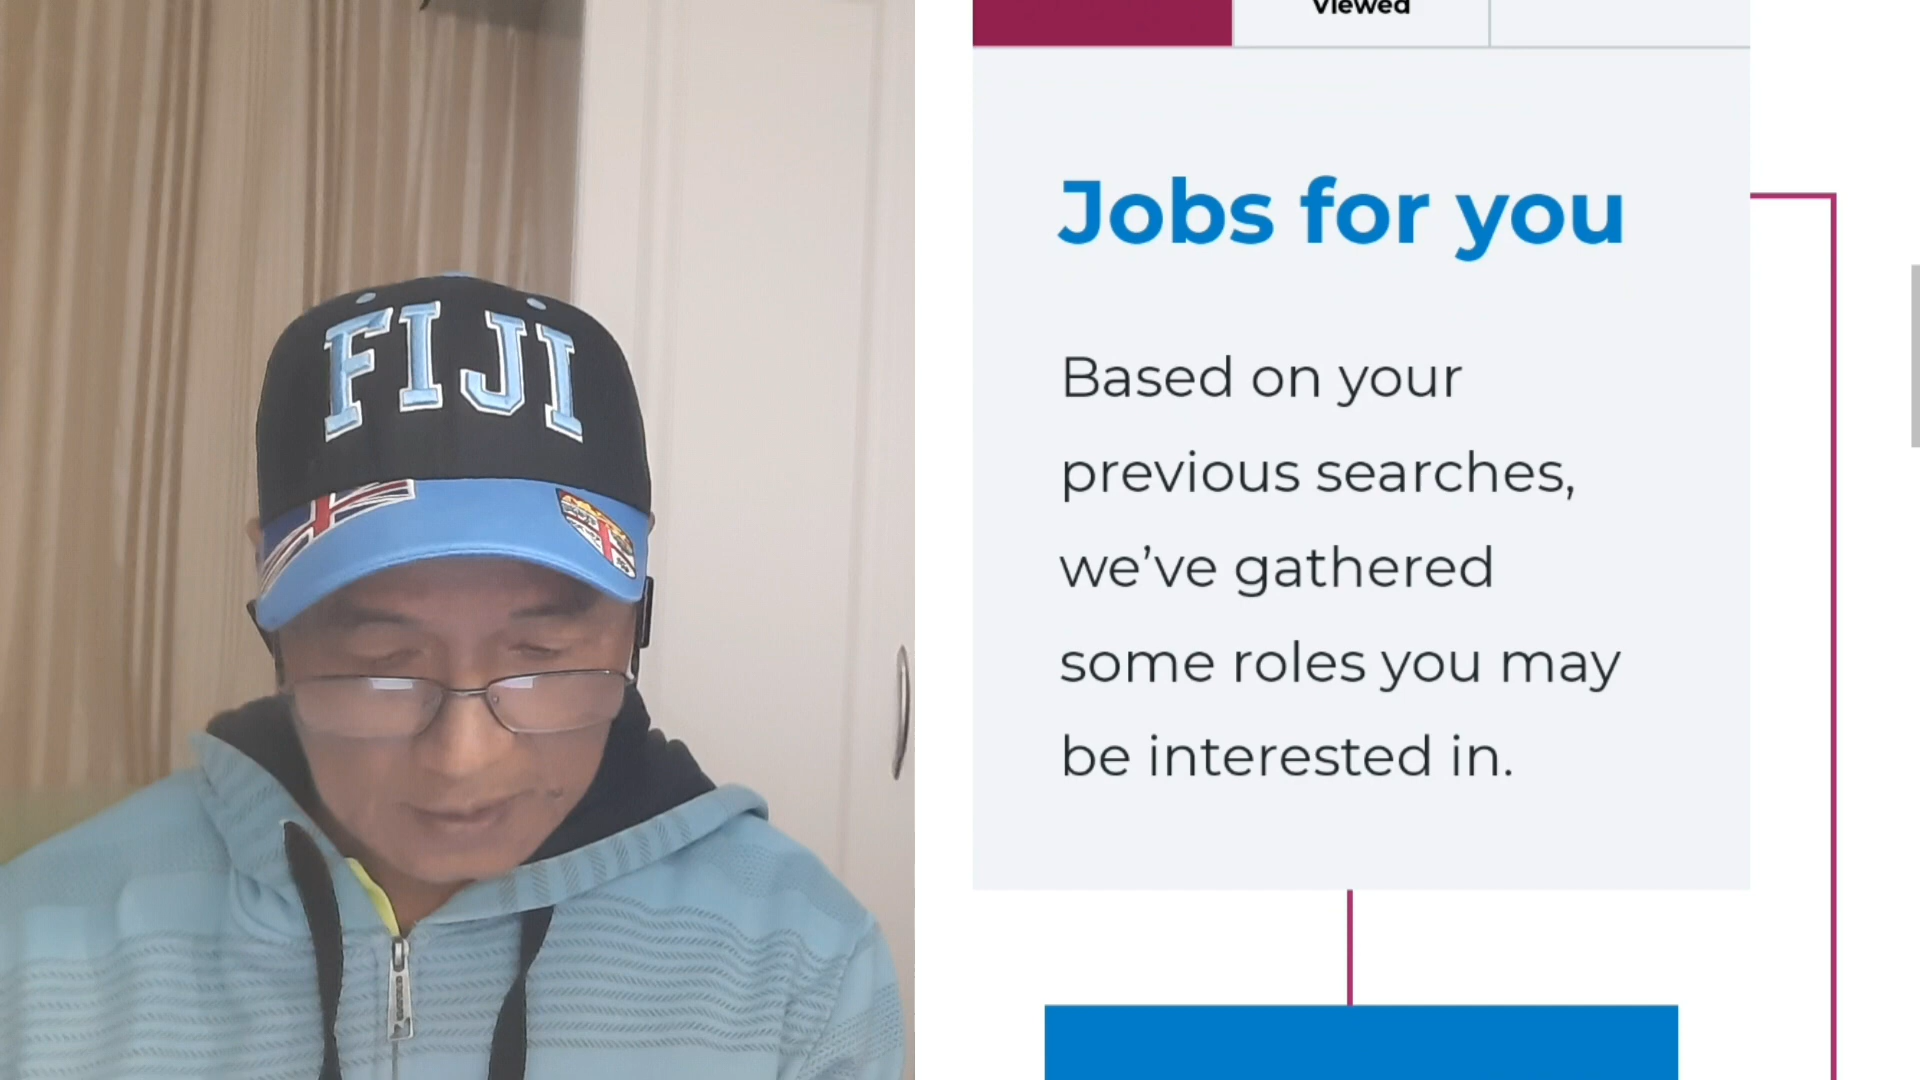 FIJI
Viewed
Jobs for you
Based on your
previous searches,
we’ve gathered
some roles you may
be interested in.